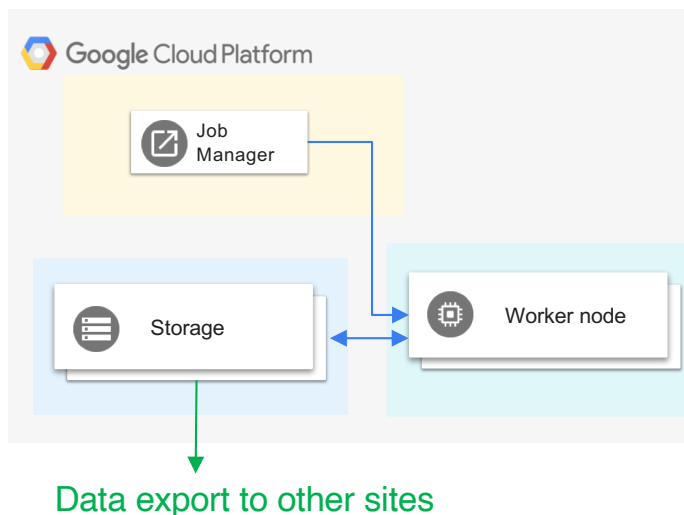 Google Cloud Platform
Job
Manager
Storage
Worker node
Data export to other sites